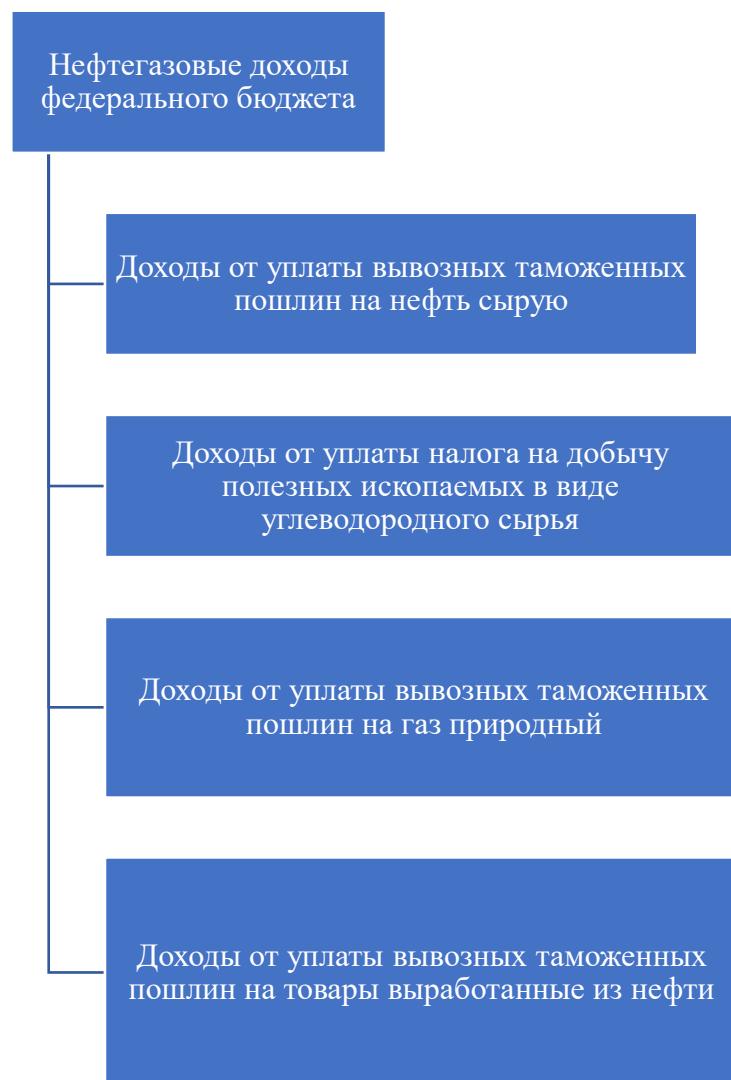 Нефтегазовые доходы
федерального бюджета
Доходы от уплаты вывозных таможенных
пошлин на нефть сырую
Доходы от уплаты налога на добычу
полезных ископаемых в виде
углеводородного сырья
Доходы от уплаты вывозных таможенных
пошлин на газ природный
Доходы от уплаты вывозных таможенных
пошлин на товары выработанные из нефти